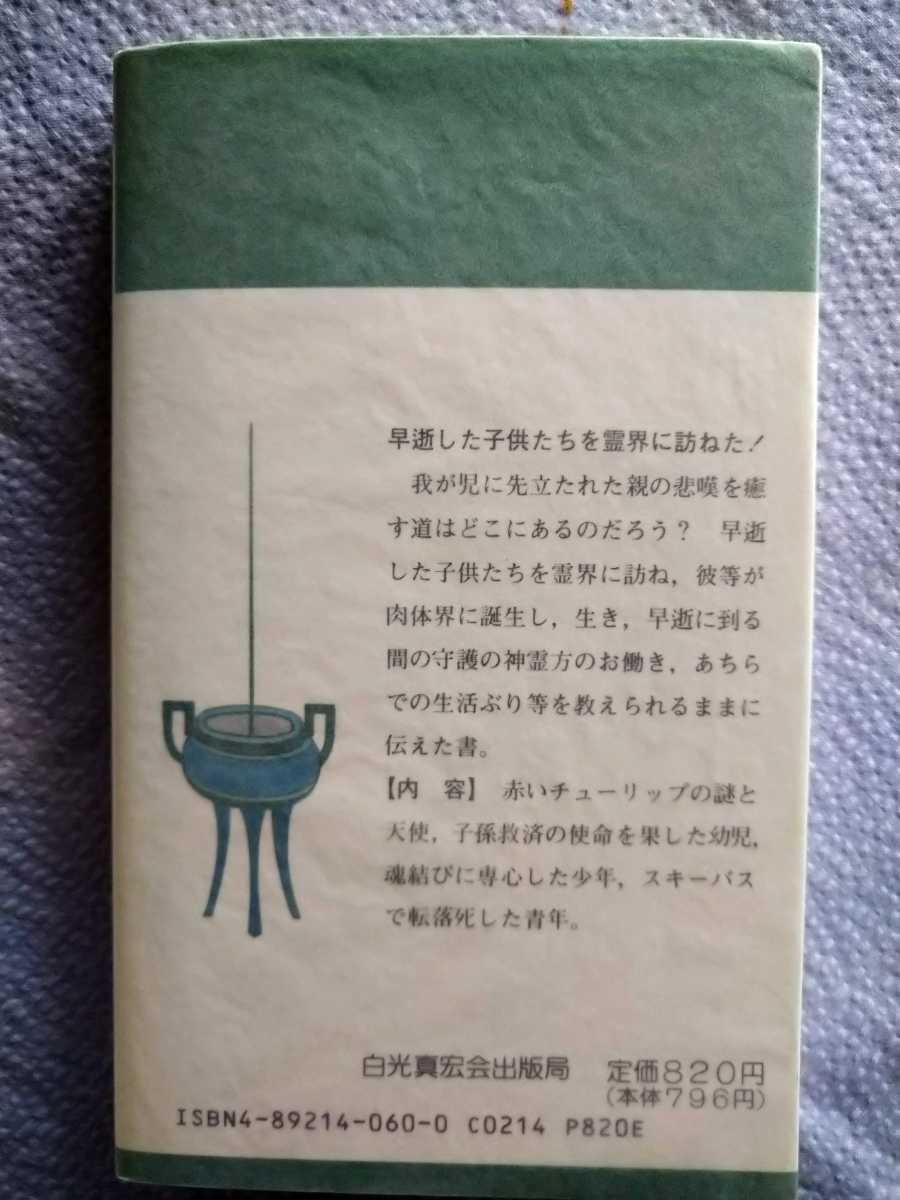 早逝した子供たちを霊界に訪ねた！
我が児に先立たれた親の悲嘆を癒
す道はどこにあるのだろう？　早逝
した子供たちを霊界に訪ね，彼等が
肉体界に誕生し，生き，早逝に到る
間の守護の神霊方のお働き，あちら
での生活ぶり等を教えられるままに
伝えた書。
【内　容】　赤いチューリップの謎と
天使，子孫救済の使命を果した幼児，
魂結びに専心した少年，スキーバス
で転落死した青年。
白光真宏会出版局　定価820円
（本体796円）
ISBN4-89214-060-0 C0214 P820E